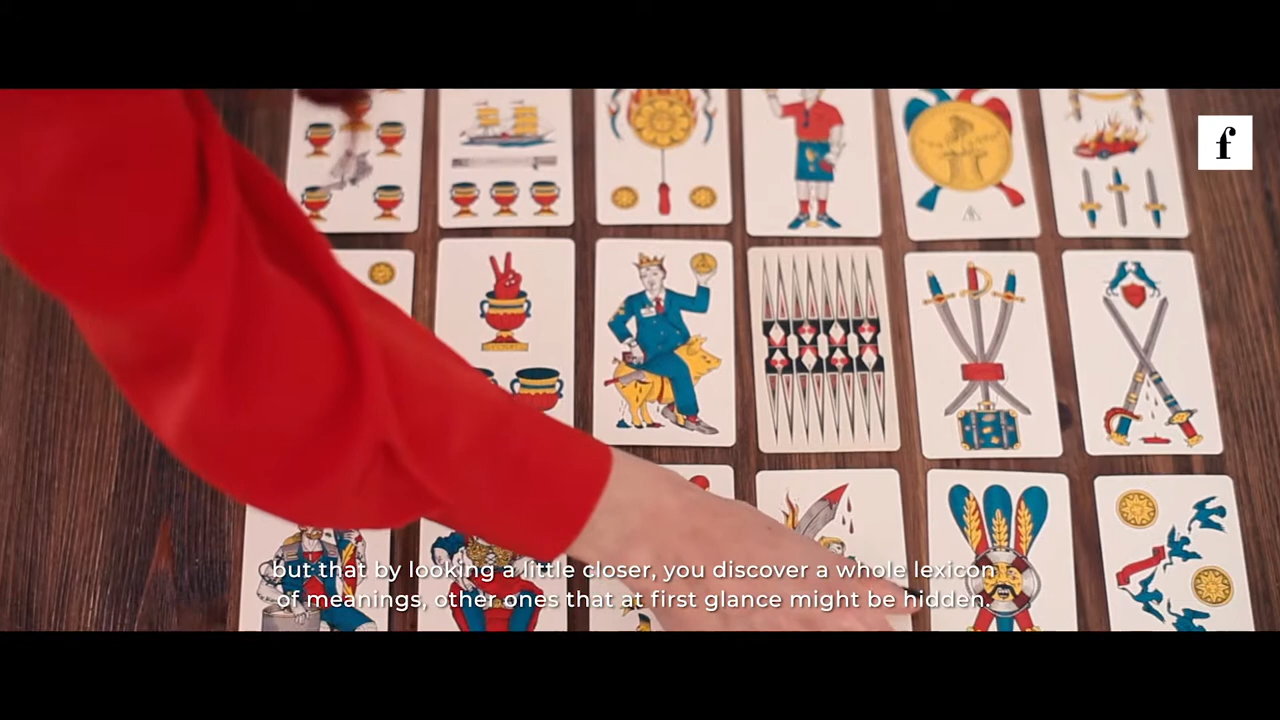 f
but that by looking a little closer, you discover a whole lexicon
of meanings, other ones that at first glance might be hidden.